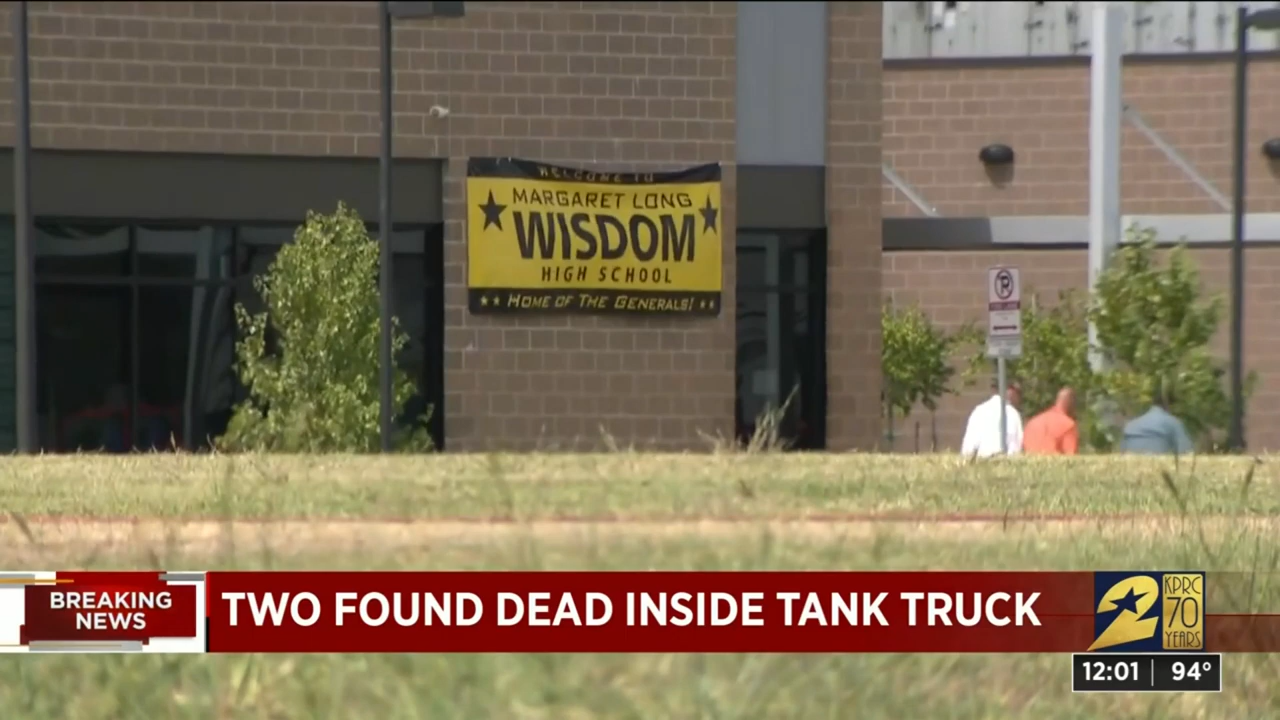 WELCOME TO
MARGARET LONG
WISDOM
HIGH SCHOOL
HOME OF THE GENERALS!
P
BREAKING
NEWS
TWO FOUND DEAD INSIDE TANK TRUCK
2
KPRC
70
YEARS
12:01 | 94°